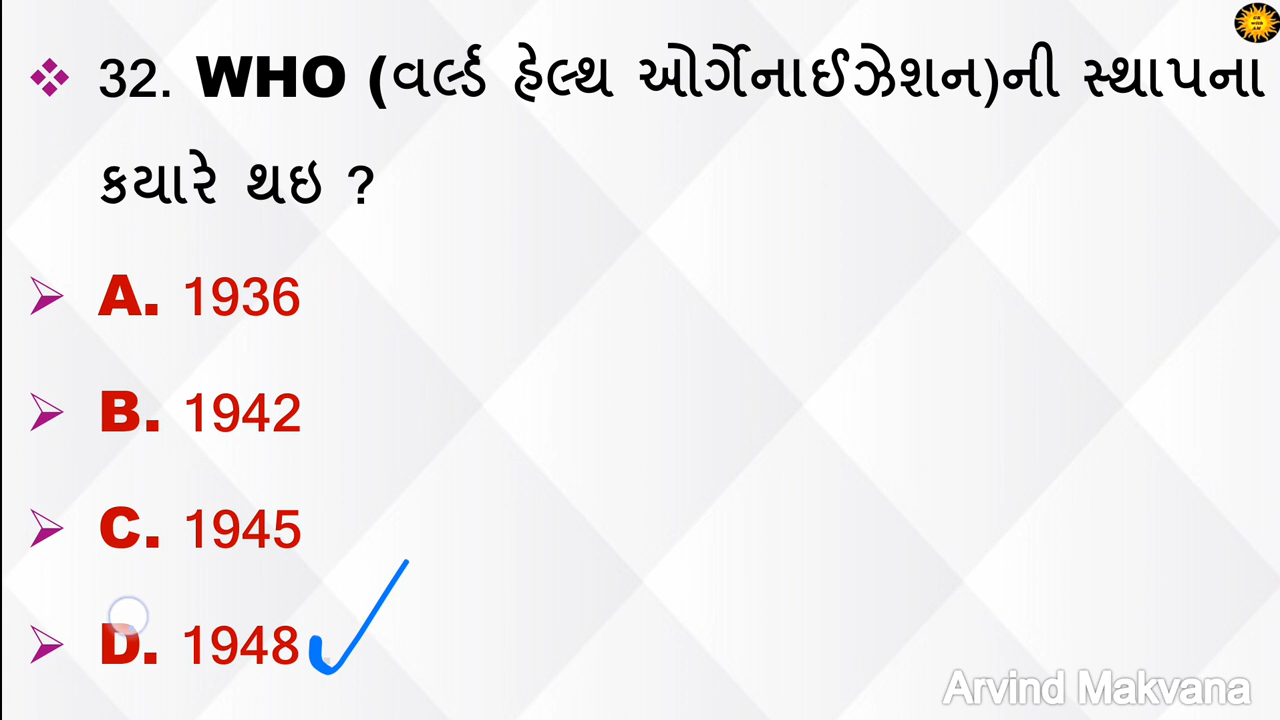 ❖ 32. WHO (વર્લ્ડ હેલ્થ ઓર્ગેનાઈઝેશન)ની સ્થાપના
કયારે થઇ ?
➢ A. 1936
➢ B. 1942
➢ C. 1945
➢ D. 1948
Arvind Makvana